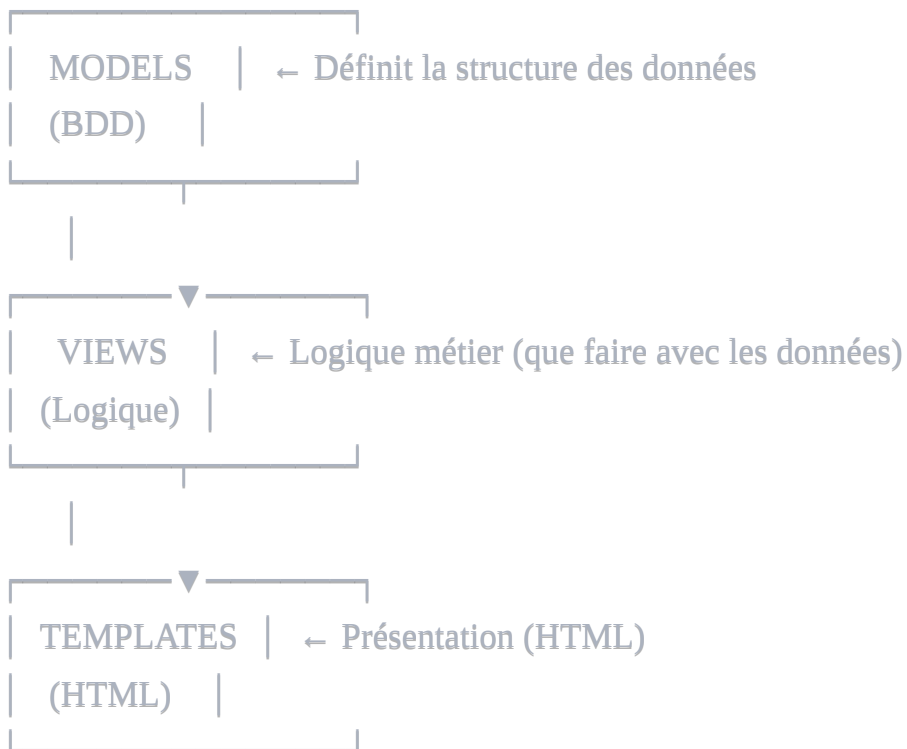 MODELS ← Définit la structure des données
(BDD)
▼
VIEWS ← Logique métier (que faire avec les données)
(Logique)
▼
TEMPLATES ← Présentation (HTML)
(HTML)